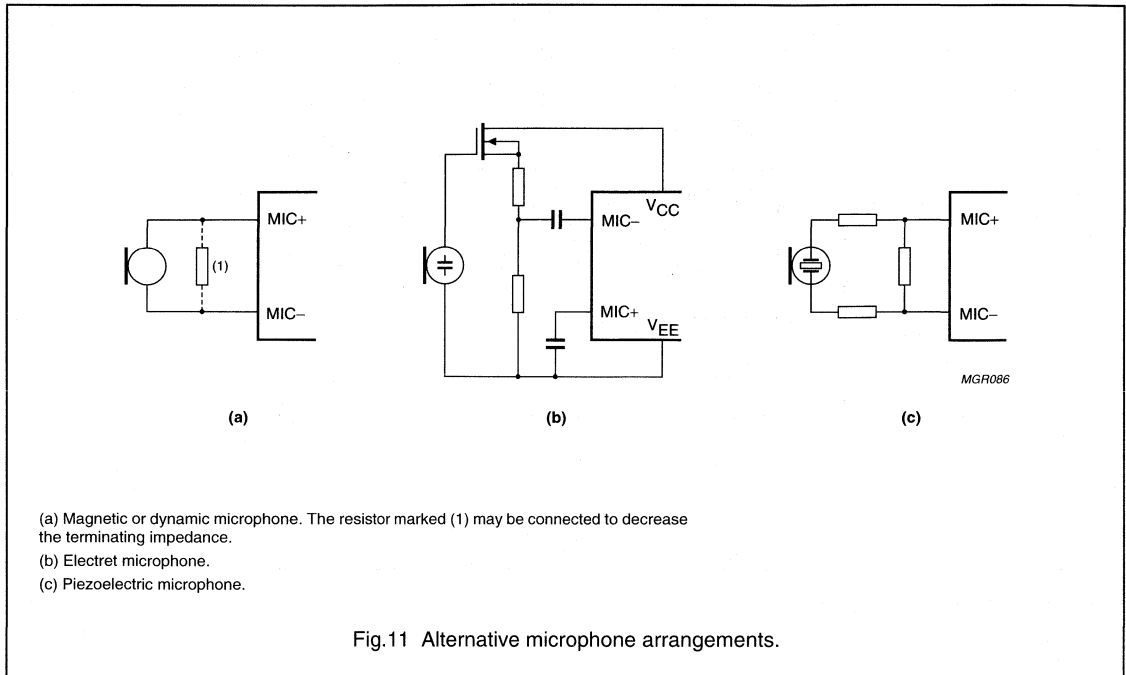 MIC+
(1)
MIC−
(a)
VCC
MIC−
MIC+
VEE
(b)
MIC+
MIC−
MGR086
(c)
(a) Magnetic or dynamic microphone. The resistor marked (1) may be connected to decrease
the terminating impedance.
(b) Electret microphone.
(c) Piezoelectric microphone.
Fig.11 Alternative microphone arrangements.